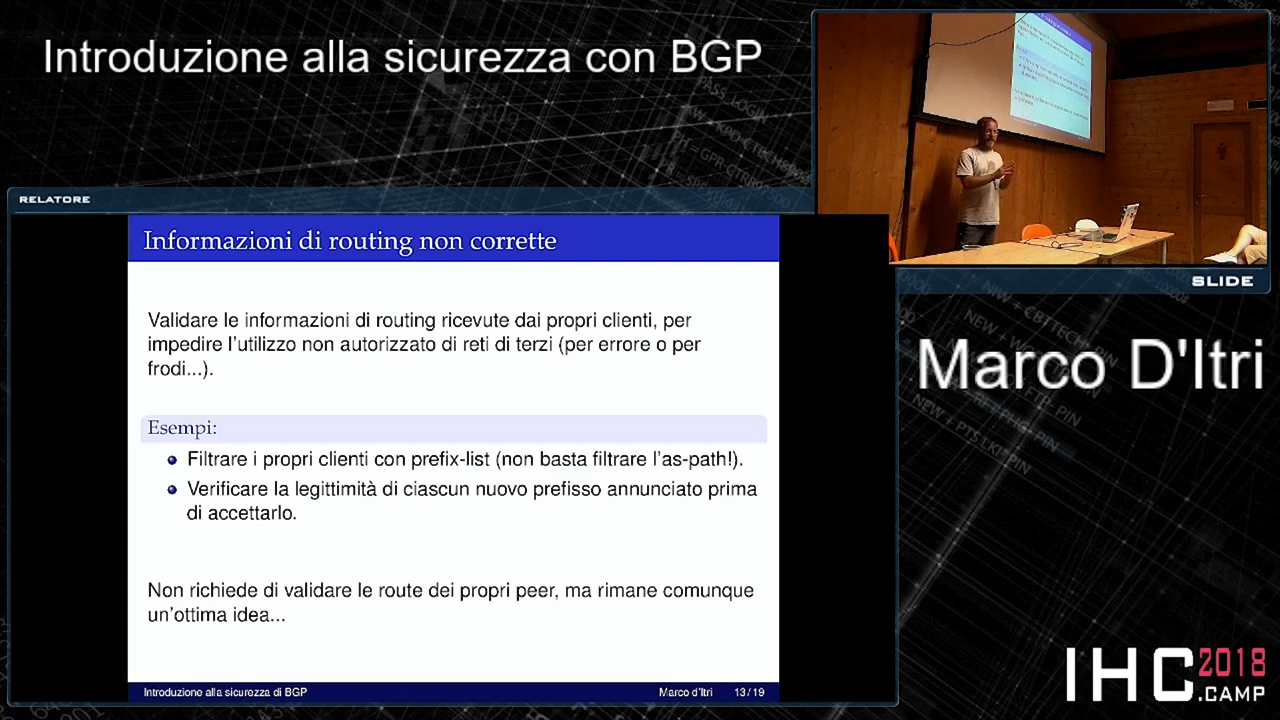 Introduzione alla sicurezza con BGP
RELATORE
Informazioni di routing non corrette
Validare le informazioni di routing ricevute dai propri clienti, per
impedire l'utilizzo non autorizzato di reti di terzi (per errore o per
frodi...).
Esempi:
Filtrare i propri clienti con prefix-list (non basta filtrare l'as-path!).
Verificare la legittimità di ciascun nuovo prefisso annunciato prima
di accettarlo.
Non richiede di validare le route dei propri peer, ma rimane comunque
un'ottima idea...
Introduzione alla sicurezza di BGP
Marco d'Itri
13/19
SLIDE
Marco D'Itri
IHC 2018
.CAMP